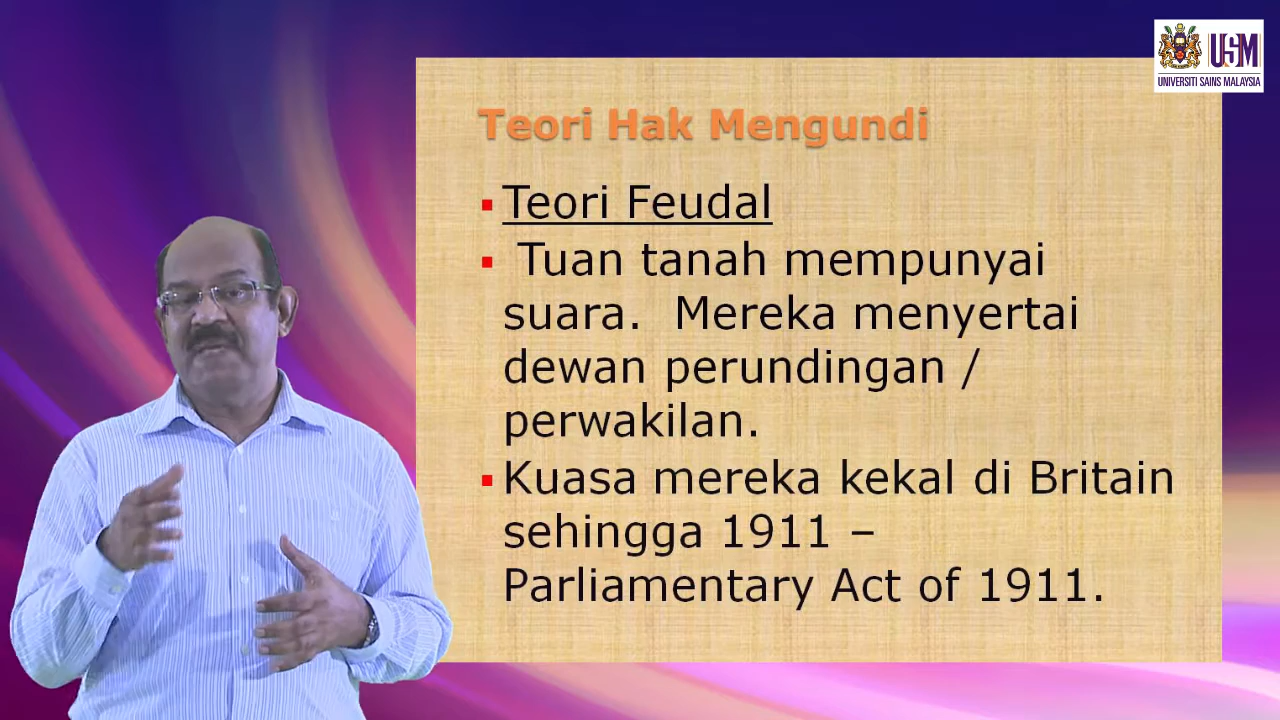 USM
UNIVERSITI SAINS MALAYSIA
Teori Hak Mengundi
Teori Feudal
Tuan tanah mempunyai
suara. Mereka menyertai
dewan perundingan /
perwakilan.
Kuasa mereka kekal di Britain
sehingga 1911 –
Parliamentary Act of 1911.